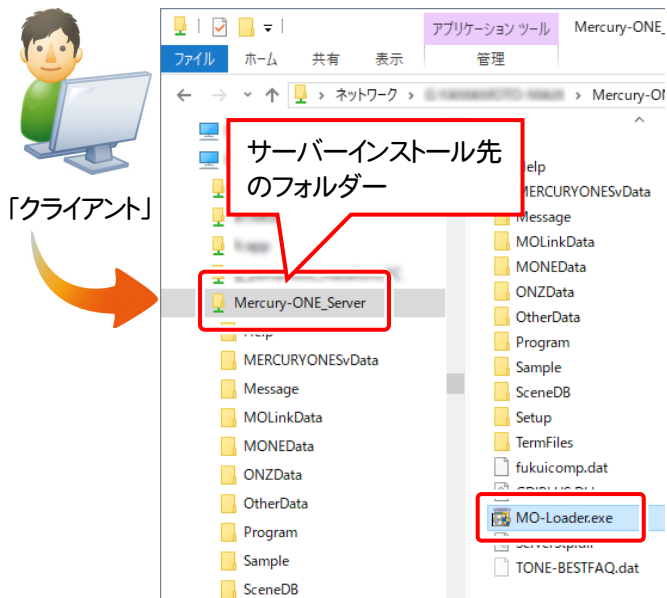 アプリケーション ツール
Mercury-ONE_
ファイル
ホーム
共有
表示
管理
ネットワーク
Mercury-ON
サーバーインストール先
のフォルダー
「クライアント」
Mercury-ONE_Server
Help
MERCURYONESvData
Message
MOLinkData
MONEData
ONZData
OtherData
Program
Sample
SceneDB
elp
MERCURYONESvData
Message
MOLinkData
MONEData
ONZData
OtherData
Program
Sample
SceneDB
Setup
TermFiles
fukuicomp.dat
MO-Loader.exe
TONE-BESTFAQ.dat